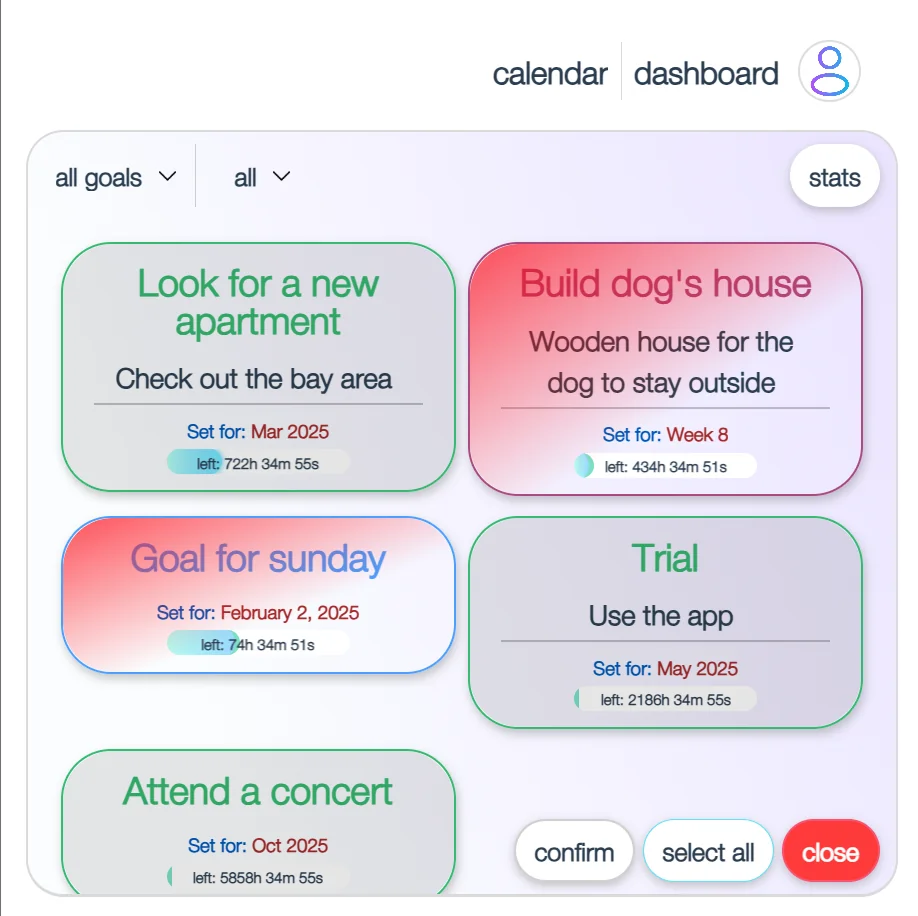 calendar
dashboard
all goals
all
stats
Look for a new
apartment
Check out the bay area
Set for: Mar 2025
left: 722h 34m 55s
Build dog's house
Wooden house for the
dog to stay outside
Set for: Week 8
left: 434h 34m 51s
Goal for sunday
Set for: February 2, 2025
left: 74h 34m 51s
Trial
Use the app
Set for: May 2025
left: 2186h 34m 55s
Attend a concert
Set for: Oct 2025
left: 5858h 34m 55s
confirm
select all
close